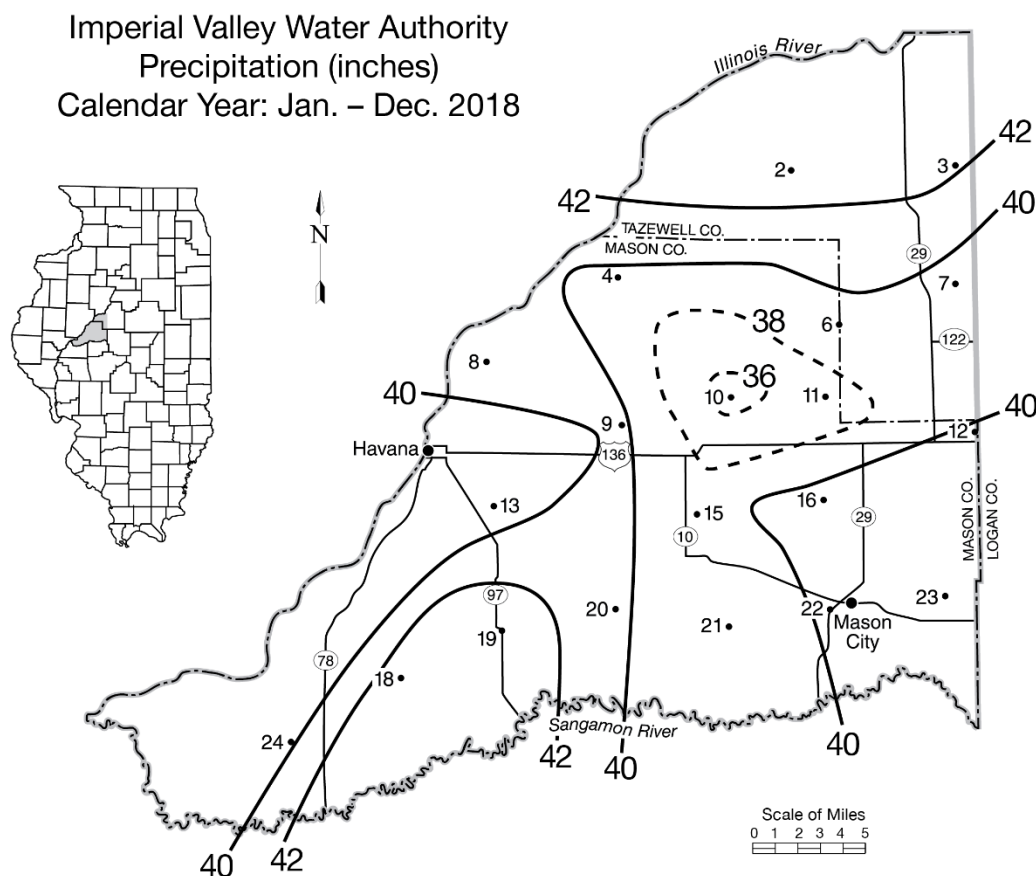 Imperial Valley Water Authority
Precipitation (inches)
Calendar Year: Jan. – Dec. 2018
Illinois River
42
2
3
40
42
TAZEWELL CO.
MASON CO.
N
29
4
7
38
6
122
8
36
40
10
11
40
9
12
Havana
136
13
16
15
29
10
MASON CO.
LOGAN CO.
97
20
22
23
Mason
City
21
19
78
18
Sangamon River
24
42
40
40
Scale of Miles
0 1 2 3 4 5
40
42